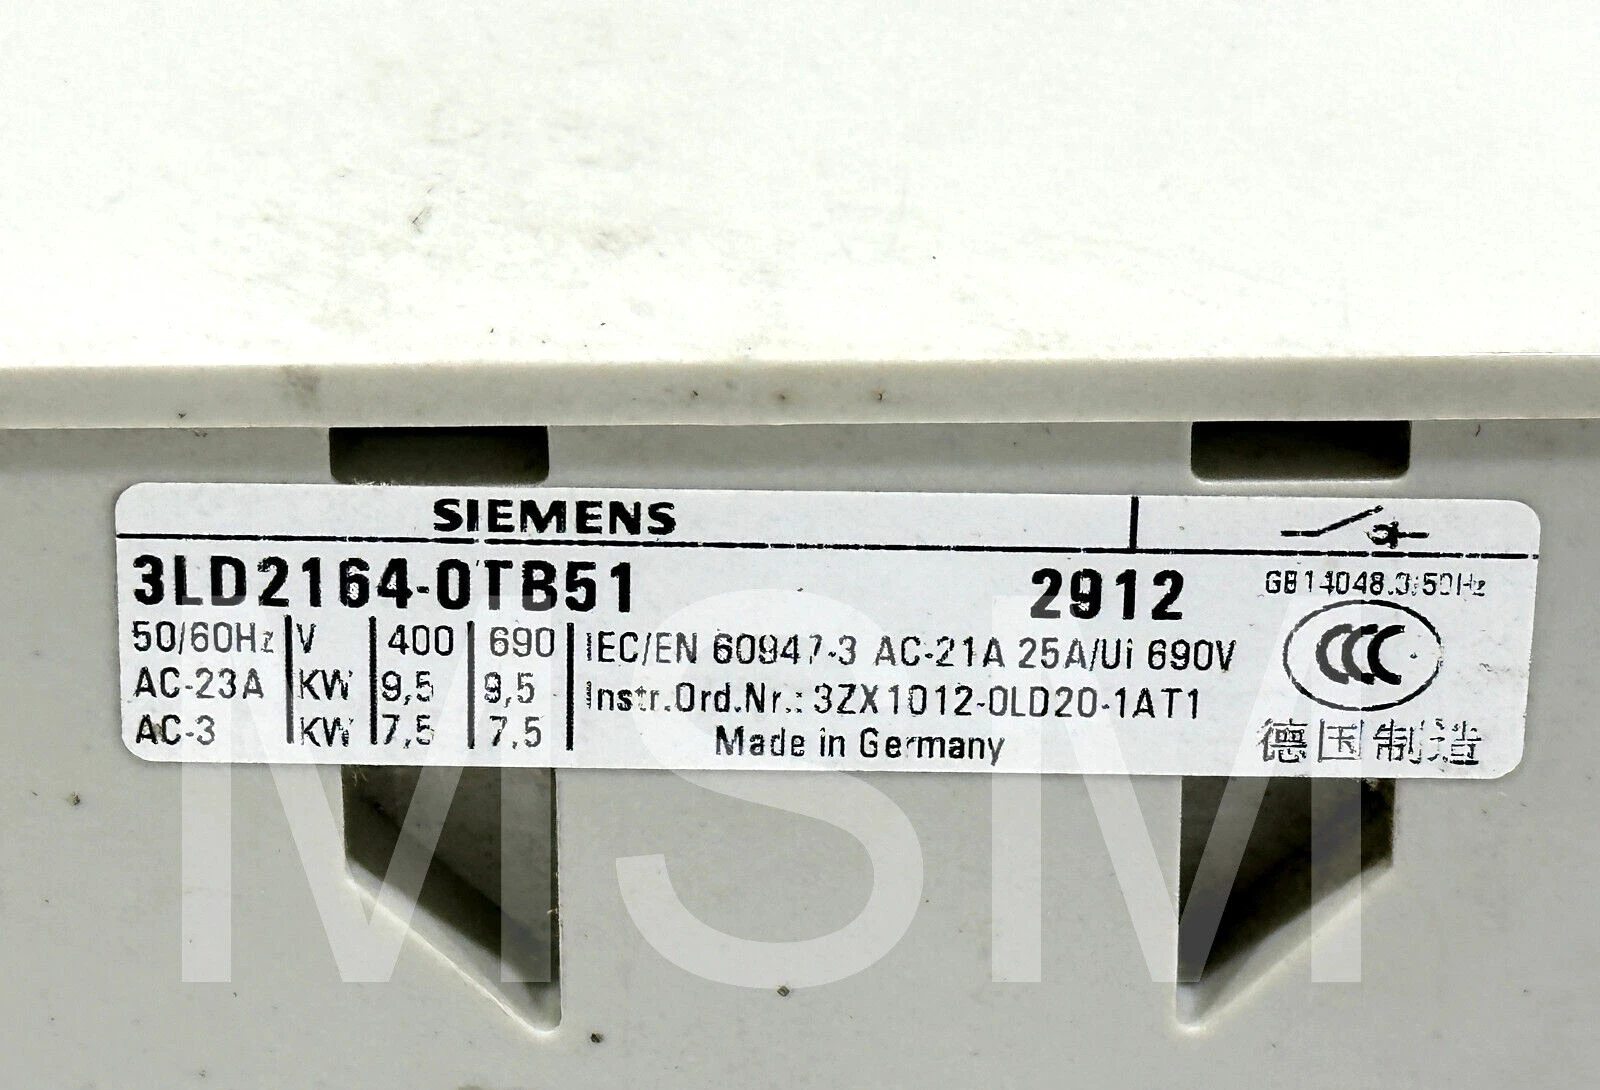 SIEMENS
3LD2164-0TB51 2912 GB14048.3/50Hz
50/60Hz V 400 690 IEC/EN 60947-3 AC-21A 25A/Ui 690V CCC
AC-23A KW 9,5 9,5 Instr.Ord.Nr.: 3ZX1012-0LD20-1AT1
AC-3 KW 7,5 7,5 Made in Germany 德国制造
MSM